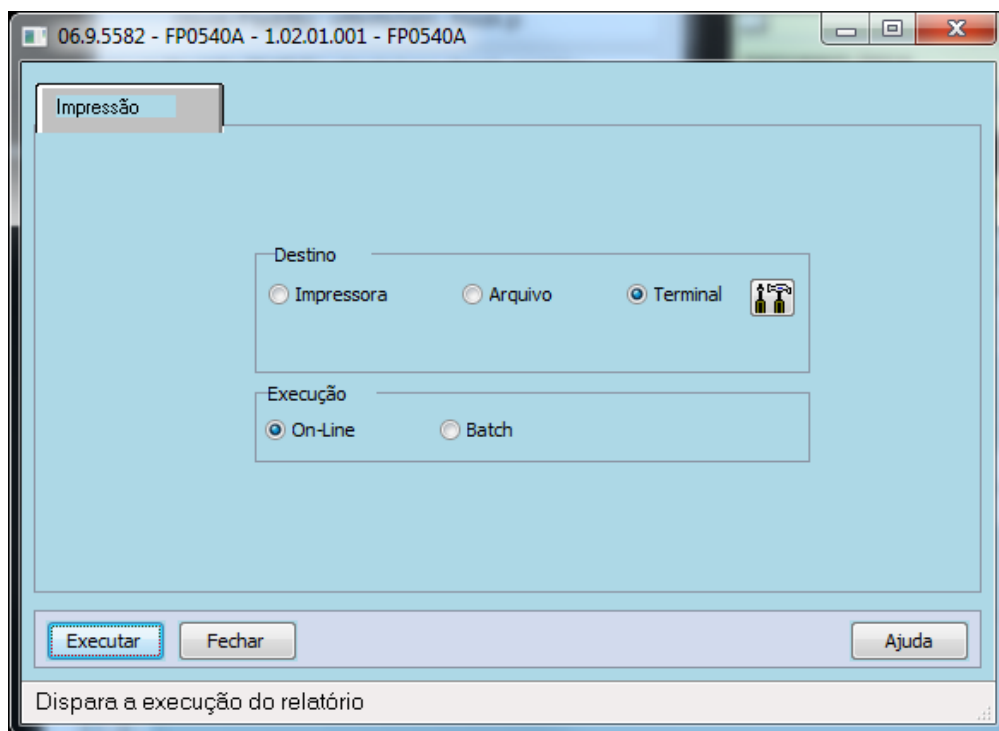 06.9.5582 - FP0540A - 1.02.01.001 - FP0540A
Impressão
Destino
Impressora Arquivo Terminal
Execução
On-Line Batch
Executar Fechar Ajuda
Dispara a execução do relatório